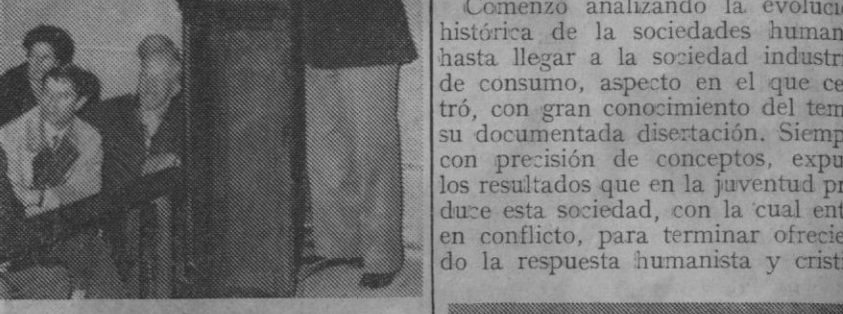 Comenzó analizando la evolució
histórica de la sociedades human
hasta llegar a la sociedad industri
de consumo, aspecto en el que ce
tró, con gran conocimiento del tem
su documentada disertación. Siemp
con precisión de conceptos, expu
los resultados que en la juventud pr
duce esta sociedad, con la cual ent
en conflicto, para terminar ofrecie
do la respuesta humanista y cristi